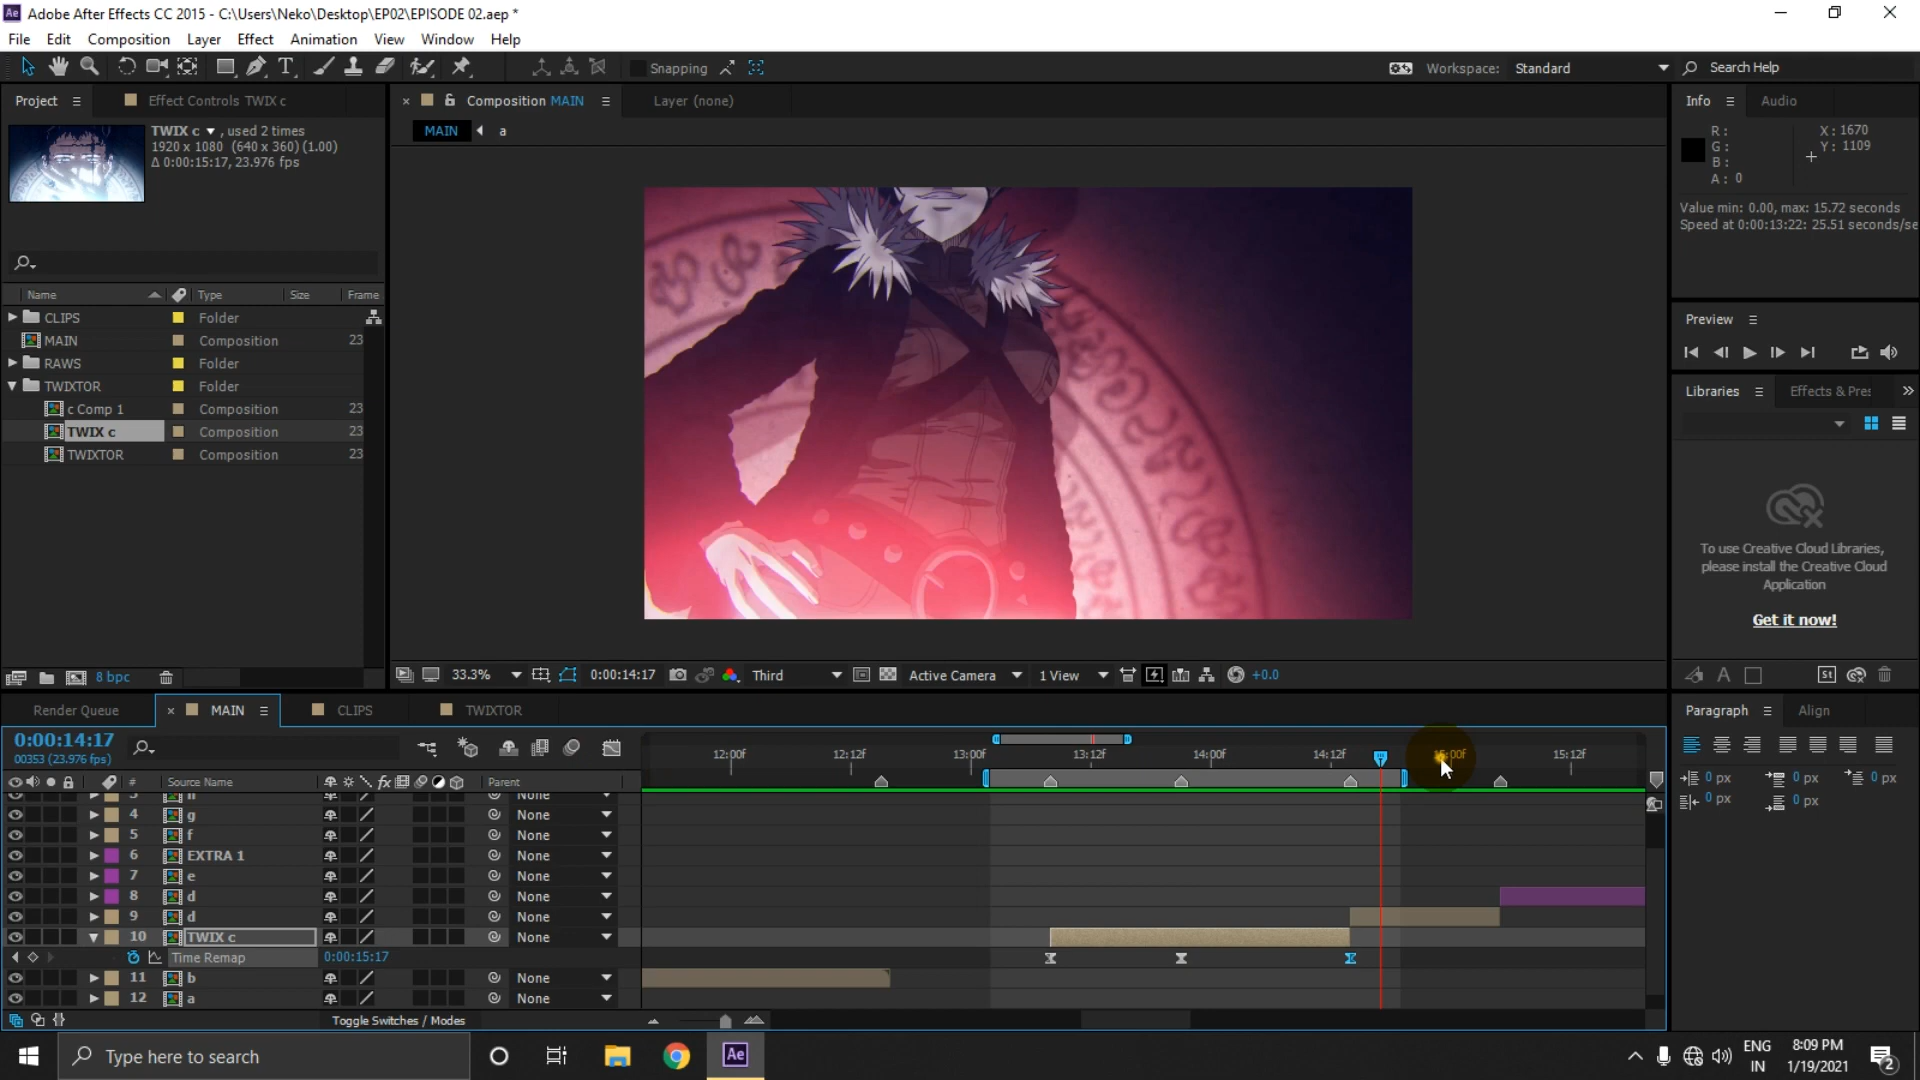 Ae Adobe After Effects CC 2015 - C:\Users\Neko\Desktop\EP02\EPISODE 02.aep *
File Edit Composition Layer Effect Animation View Window Help
Snapping Workspace: Standard Search Help
Project Effect Controls TWIX c
TWIX c ▼ , used 2 times
1920 x 1080 (640 x 360) (1.00)
Δ 0:00:15:17, 23.976 fps
Name Type Size Frame
CLIPS Folder
MAIN Composition 23
RAWS Folder
TWIXTOR Folder
c Comp 1 Composition 23
TWIX c Composition 23
TWIXTOR Composition 23
8 bpc
Composition MAIN Layer (none)
MAIN a
33.3% 0:00:14:17 Third Active Camera 1 View +0.0
Info Audio
R: X: 1670
G: Y: 1109
B:
A: 0
Value min: 0.00, max: 15.72 seconds
Speed at 0:00:13:22: 25.51 seconds/se
Preview
Libraries Effects & Pre
To use Creative Cloud Libraries,
please install the Creative Cloud
Application
Get it now!
St
Paragraph Align
0 px 0 px 0 px
0 px 0 px
Render Queue MAIN CLIPS TWIXTOR
0:00:14:17
00353 (23.976 fps)
12:00f 12:12f 13:00f 13:12f 14:00f 14:12f 15:00f 15:12f
# Source Name fx Parent
4 g None
5 f None
6 EXTRA 1 None
7 e None
8 d None
9 d None
10 TWIX c None
Time Remap 0:00:15:17
11 b None
12 a None
Toggle Switches / Modes
Type here to search
Ae
ENG
IN
8:09 PM
1/19/2021
2